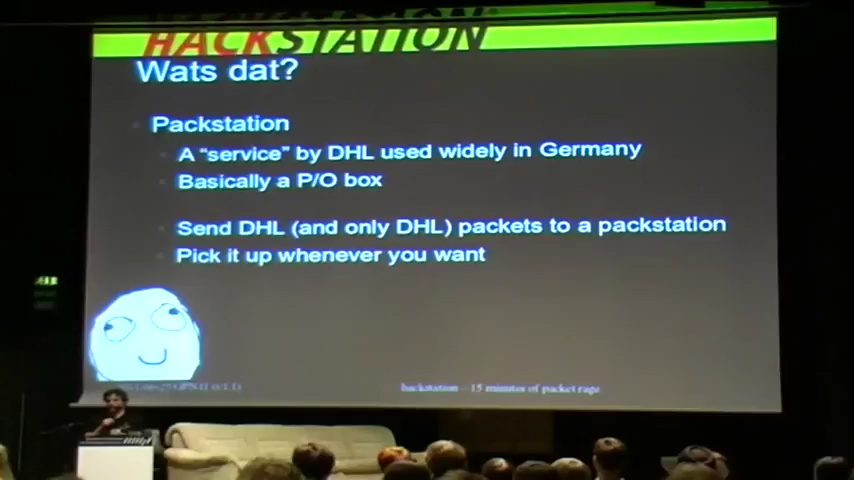 HACKSTATION
Wats dat?
Packstation
A “service” by DHL used widely in Germany
Basically a P/O box
Send DHL (and only DHL) packets to a packstation
Pick it up whenever you want
hackstation – 15 minutes of packet rage